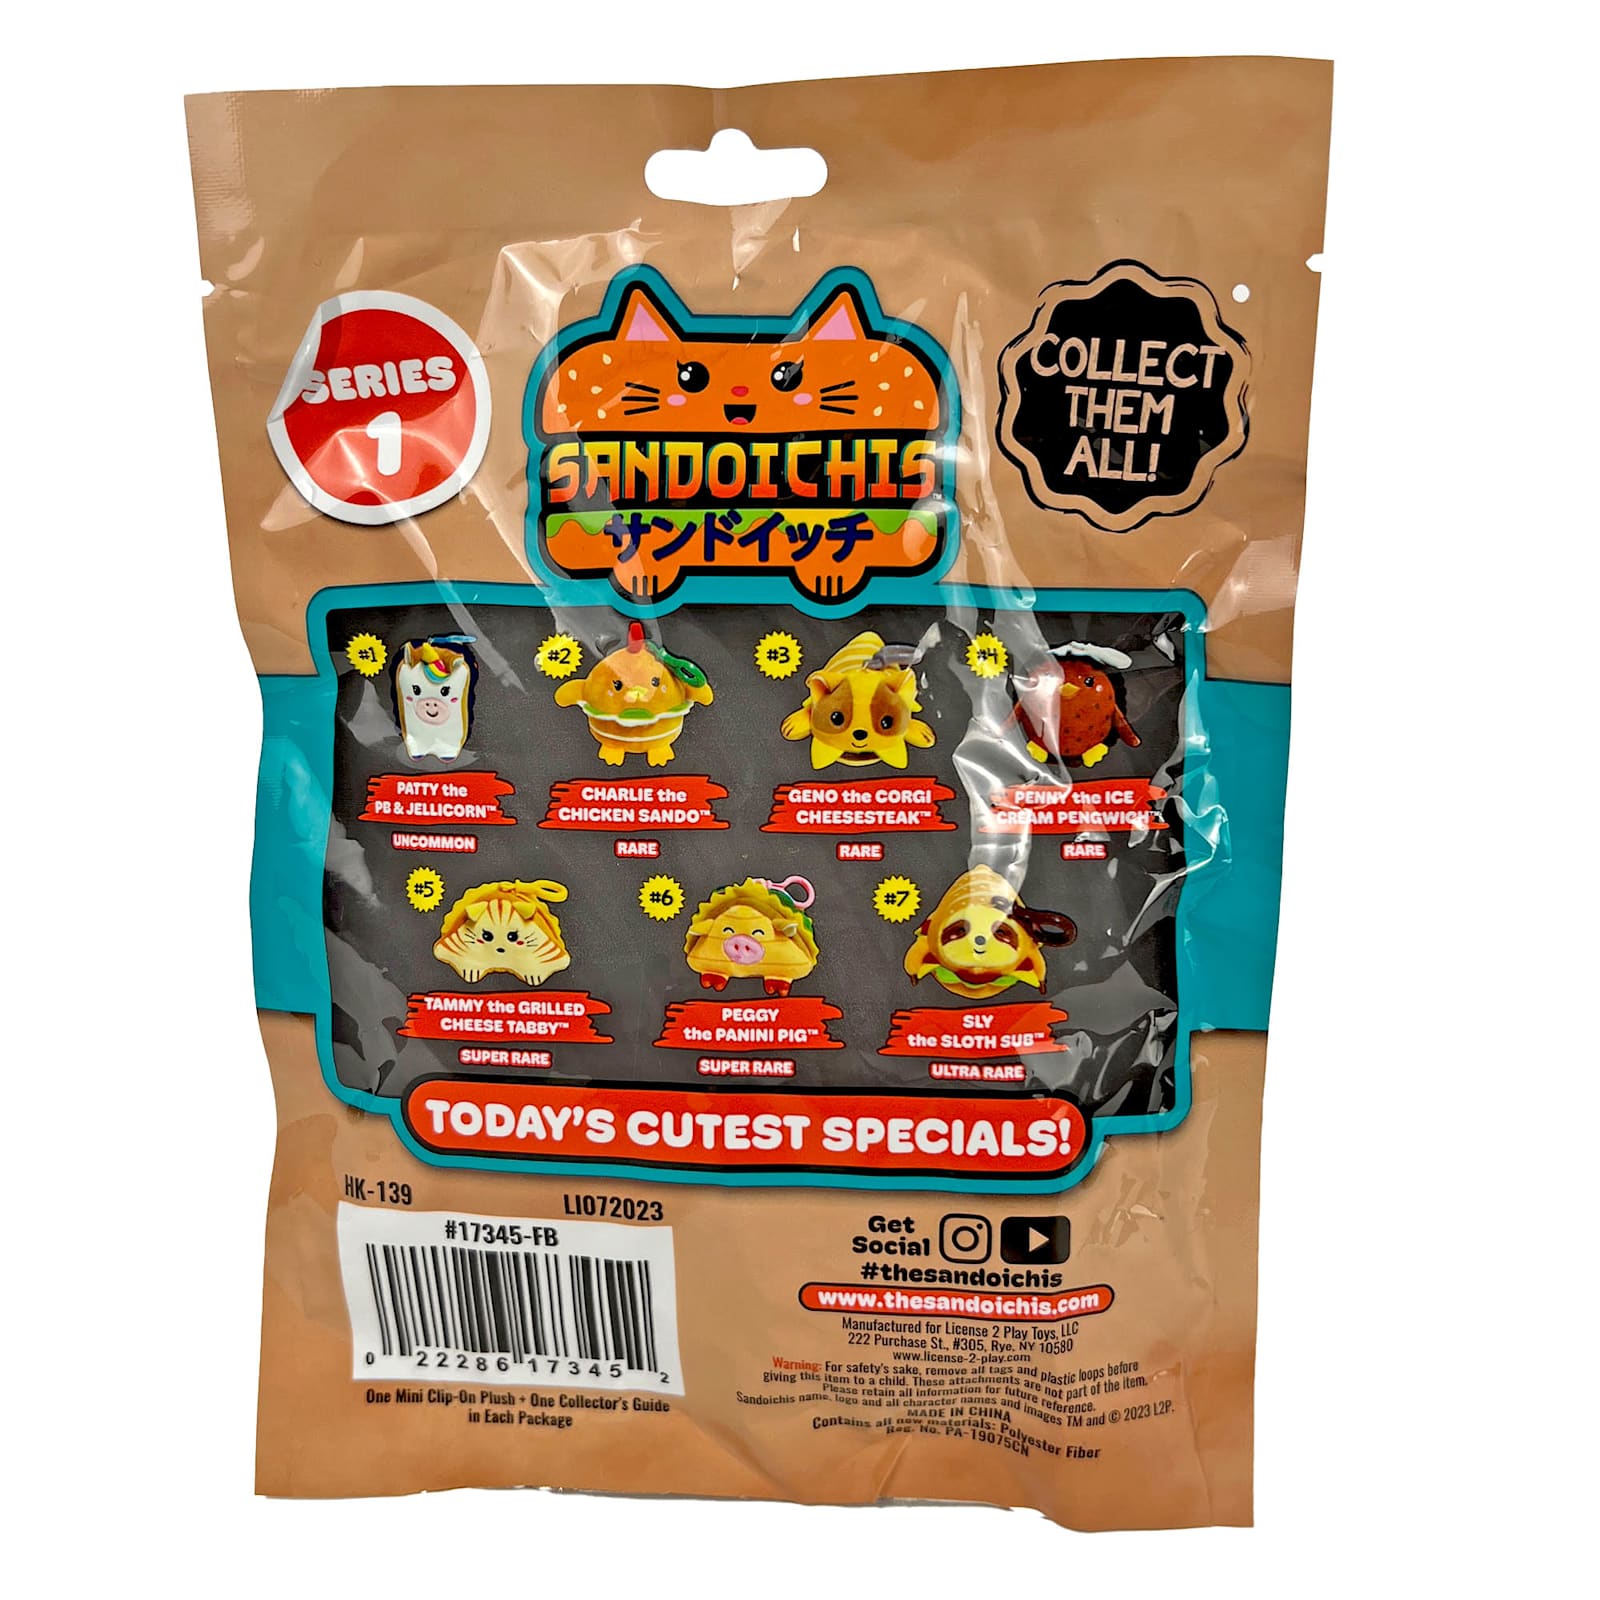 SERIES
1
SANDOICHIS™
サンドイッチ
COLLECT
THEM
ALL!
#1
PATTY the
PB & JELLICORN™
UNCOMMON
#2
CHARLIE the
CHICKEN SANDO™
RARE
#3
GENO the CORGI
CHEESESTEAK™
RARE
#4
PENNY the ICE
CREAM PENGWICH™
RARE
#5
TAMMY the GRILLED
CHEESE TABBY™
SUPER RARE
#6
PEGGY
the PANINI PIG™
SUPER RARE
#7
SLY
the SLOTH SUB™
ULTRA RARE
TODAY'S CUTEST SPECIALS!
HK-139
LI072023
#17345-FB
0 22286 17345 2
One Mini Clip-On Plush + One Collector's Guide
in Each Package
Get
Social
#thesandoichis
www.thesandoichis.com
Manufactured for License 2 Play Toys, LLC
222 Purchase St., #305, Rye, NY 10580
www.license-2-play.com
Warning: For safety's sake, remove all tags and plastic loops before
giving this item to a child. These attachments are not part of the item.
Please retain all information for future reference.
Sandoichis name, logo and all character names and images TM and © 2023 L2P.
MADE IN CHINA
Contains all new materials: Polyester Fiber
Reg. No. PA-19075CN